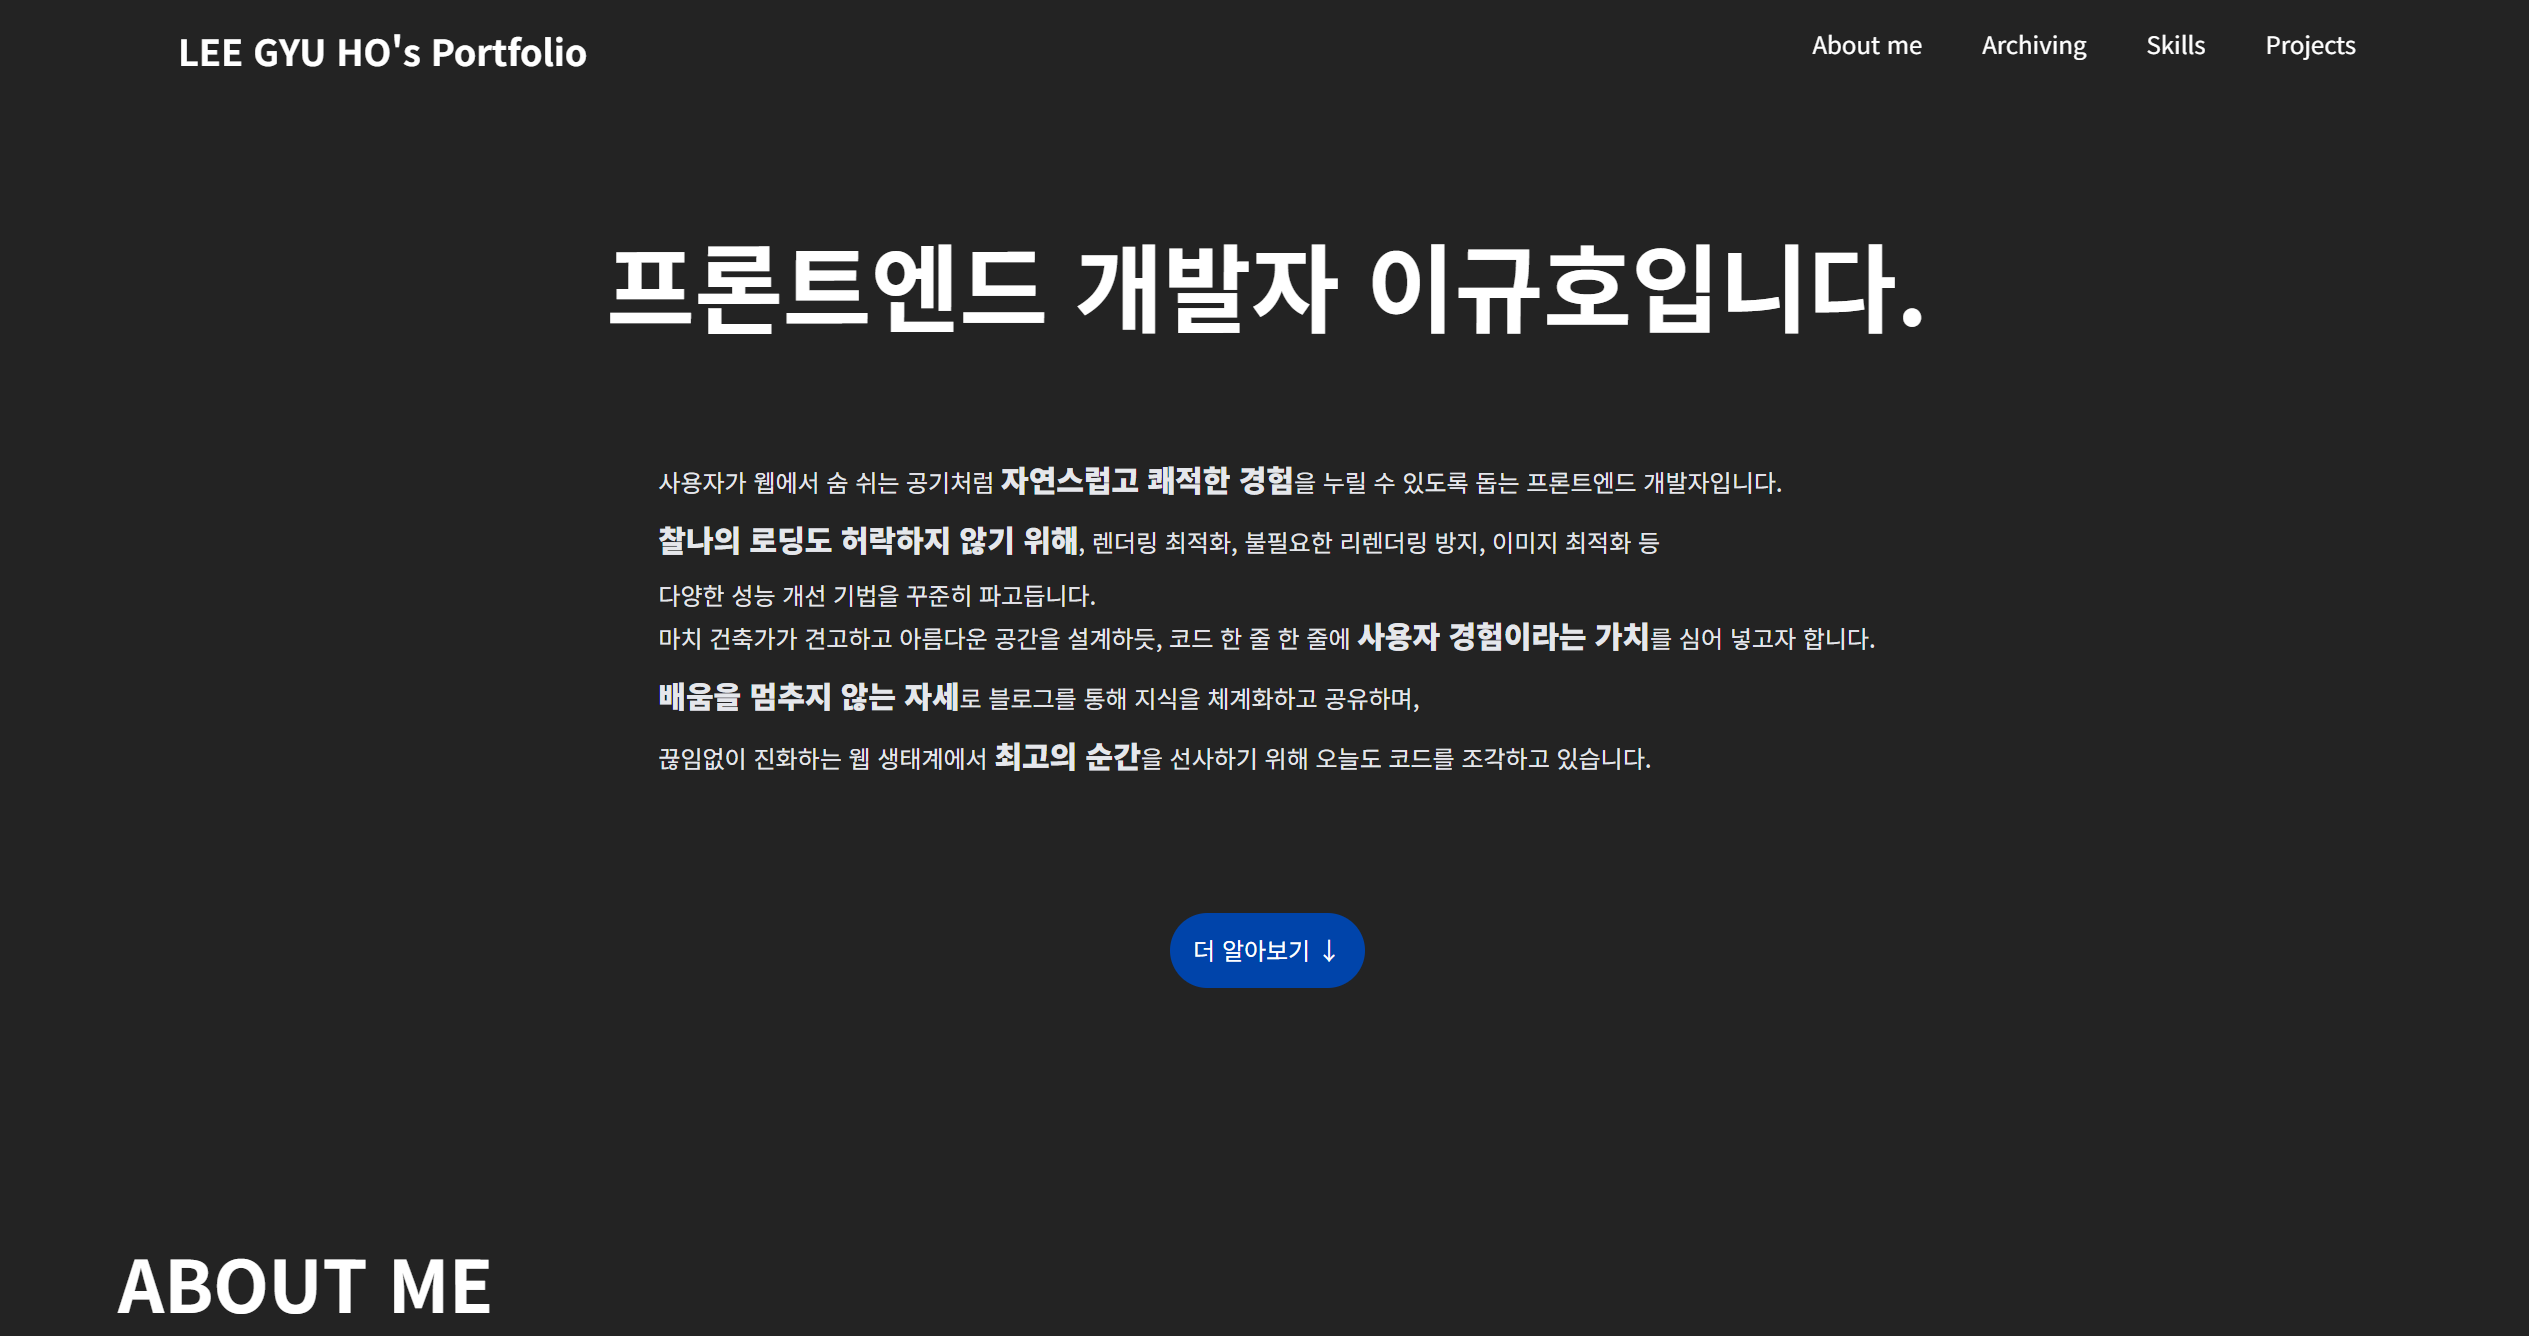 LEE GYU HO's Portfolio
About me Archiving Skills Projects
프론트엔드 개발자 이규호입니다.
사용자가 웹에서 숨 쉬는 공기처럼 자연스럽고 쾌적한 경험을 누릴 수 있도록 돕는 프론트엔드 개발자입니다.
찰나의 로딩도 허락하지 않기 위해, 렌더링 최적화, 불필요한 리렌더링 방지, 이미지 최적화 등
다양한 성능 개선 기법을 꾸준히 파고듭니다.
마치 건축가가 견고하고 아름다운 공간을 설계하듯, 코드 한 줄 한 줄에 사용자 경험이라는 가치를 심어 넣고자 합니다.
배움을 멈추지 않는 자세로 블로그를 통해 지식을 체계화하고 공유하며,
끊임없이 진화하는 웹 생태계에서 최고의 순간을 선사하기 위해 오늘도 코드를 조각하고 있습니다.
더 알아보기 ↓
ABOUT ME